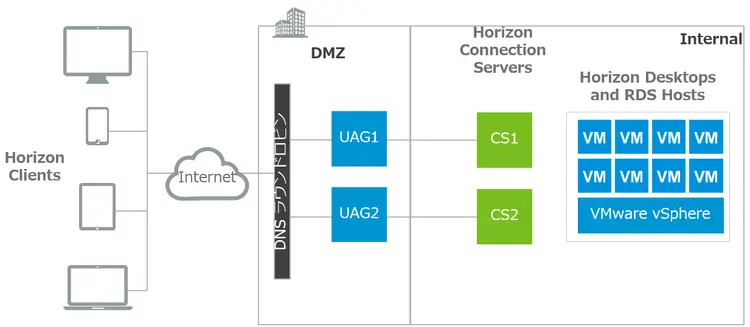 Horizon
Clients
Internet
DMZ
DNS ラウンドロビン
UAG1
UAG2
Horizon
Connection
Servers
CS1
CS2
Internal
Horizon Desktops
and RDS Hosts
VM VM VM VM
VM VM VM VM
VMware vSphere